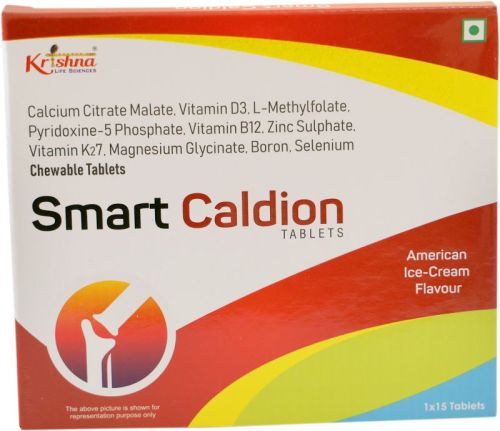 Krishna
LIFE SCIENCES
Calcium Citrate Malate, Vitamin D3, L-Methylfolate,
Pyridoxine-5 Phosphate, Vitamin B12, Zinc Sulphate,
Vitamin K27, Magnesium Glycinate, Boron, Selenium
Chewable Tablets
Smart Caldion
TABLETS
American
Ice-Cream
Flavour
The above picture is shown for
representation purpose only
1x15 Tablets